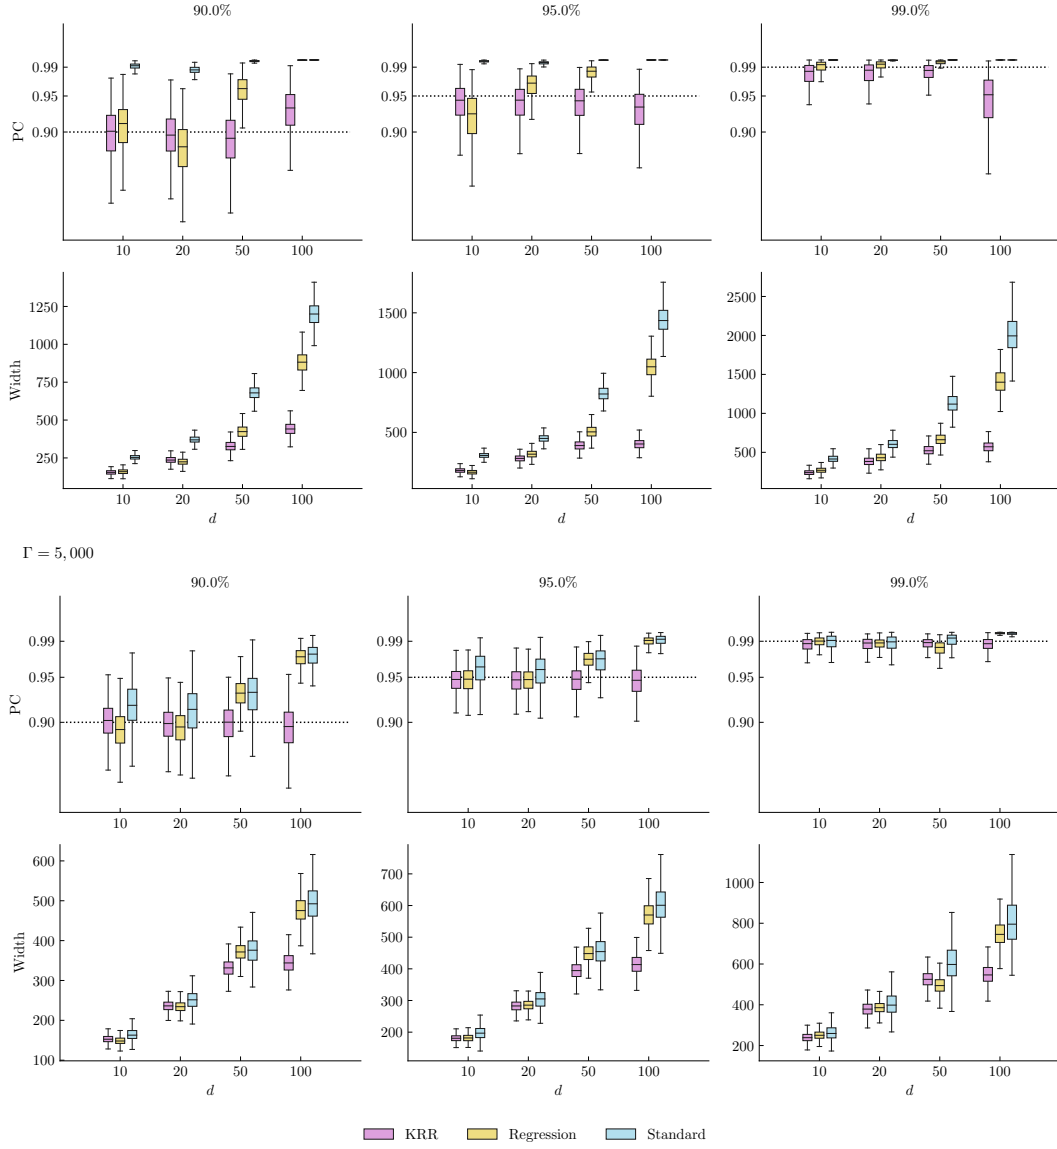 90.0% 95.0% 99.0%
PC
0.99 0.95 0.90
0.99 0.95 0.90
0.99 0.95 0.90
10 20 50 100
10 20 50 100
10 20 50 100
Width
1250 1000 750 500 250
1500 1000 500
2500 2000 1500 1000 500
10 20 50 100
10 20 50 100
10 20 50 100
d d d
Γ = 5, 000
90.0% 95.0% 99.0%
PC
0.99 0.95 0.90
0.99 0.95 0.90
0.99 0.95 0.90
10 20 50 100
10 20 50 100
10 20 50 100
Width
600 500 400 300 200 100
700 600 500 400 300 200
1000 800 600 400 200
10 20 50 100
10 20 50 100
10 20 50 100
d d d
KRR Regression Standard